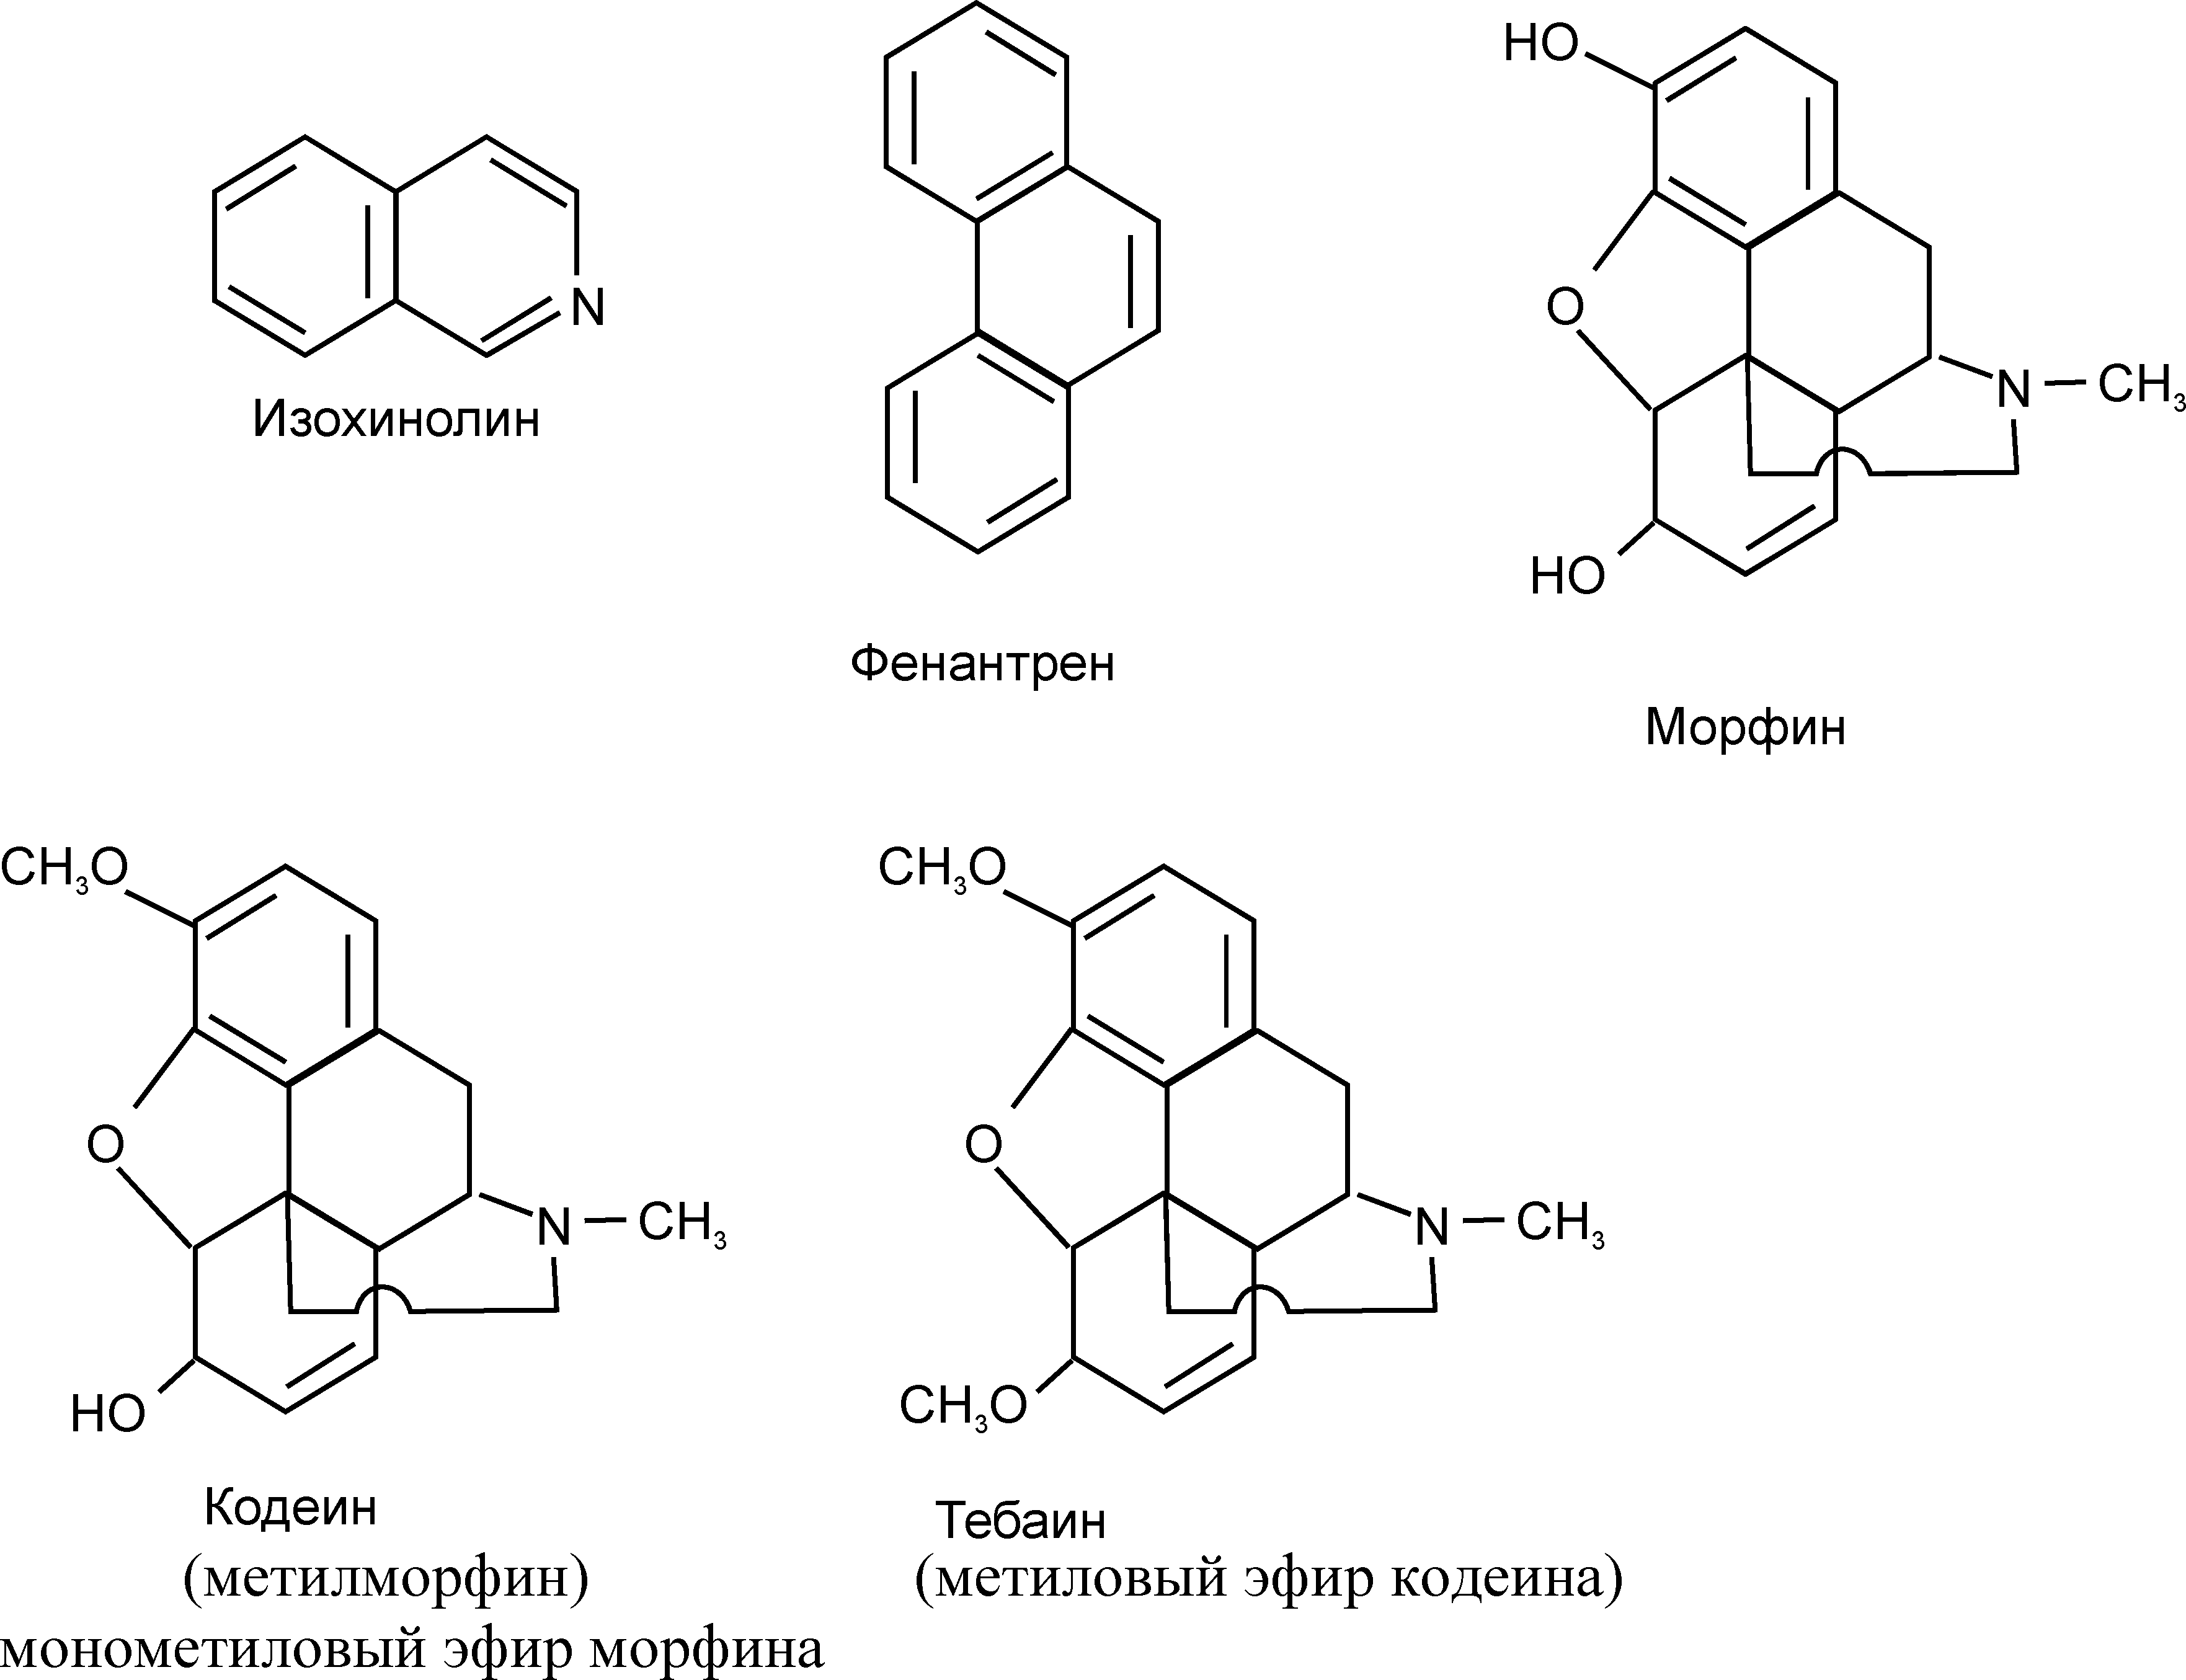 N
Изохинолин
Фенантрен
HO
O
N
CH3
HO
Морфин
CH3O
O
N
CH3
HO
Кодеин
(метилморфин)
монометиловый эфир морфина
CH3O
O
N
CH3
CH3O
Тебаин
(метиловый эфир кодеина)